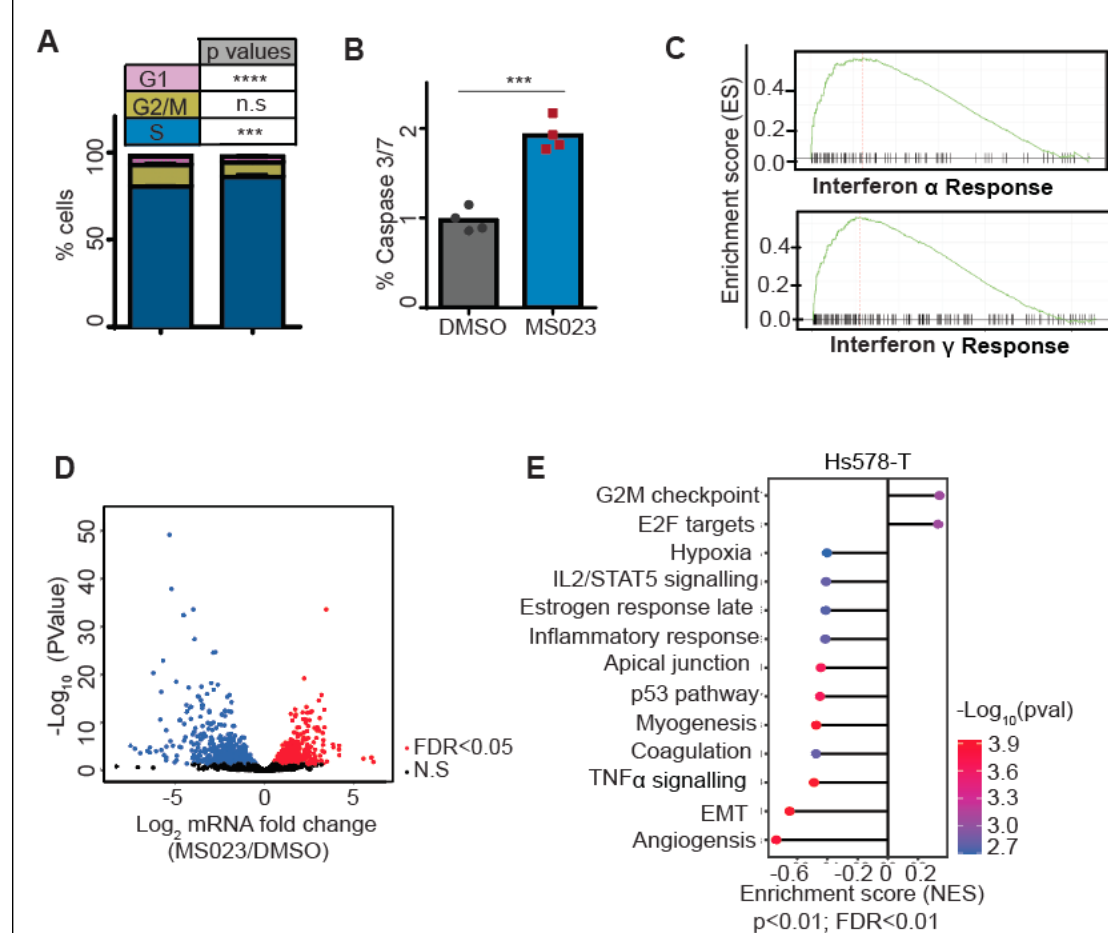 A
p values
G1 ****
G2/M n.s
S ***
100
50
0
% cells
B
***
2
1
0
% Caspase 3/7
DMSO MS023
C
Enrichment score (ES)
0.4
0.2
0.0
Interferon α Response
0.4
0.2
0.0
Interferon γ Response
D
50
40
30
20
10
0
-Log10 (PValue)
-5 0 5
Log2 mRNA fold change
(MS023/DMSO)
FDR<0.05
N.S
E
Hs578-T
G2M checkpoint
E2F targets
Hypoxia
IL2/STAT5 signalling
Estrogen response late
Inflammatory response
Apical junction
p53 pathway
Myogenesis
Coagulation
TNFα signalling
EMT
Angiogensis
-0.6 -0.2 0 0.2
Enrichment score (NES)
p<0.01; FDR<0.01
-Log10(pval)
3.9
3.6
3.3
3.0
2.7